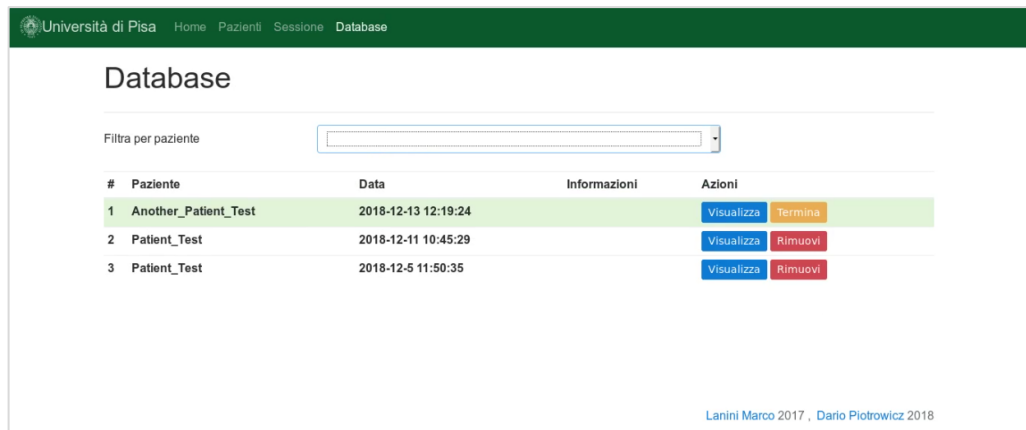 Università di Pisa Home Pazienti Sessione Database
Database
Filtra per paziente
# Paziente Data Informazioni Azioni
1 Another_Patient_Test 2018-12-13 12:19:24 Visualizza Termina
2 Patient_Test 2018-12-11 10:45:29 Visualizza Rimuovi
3 Patient_Test 2018-12-5 11:50:35 Visualizza Rimuovi
Lanini Marco 2017 , Dario Piotrowicz 2018